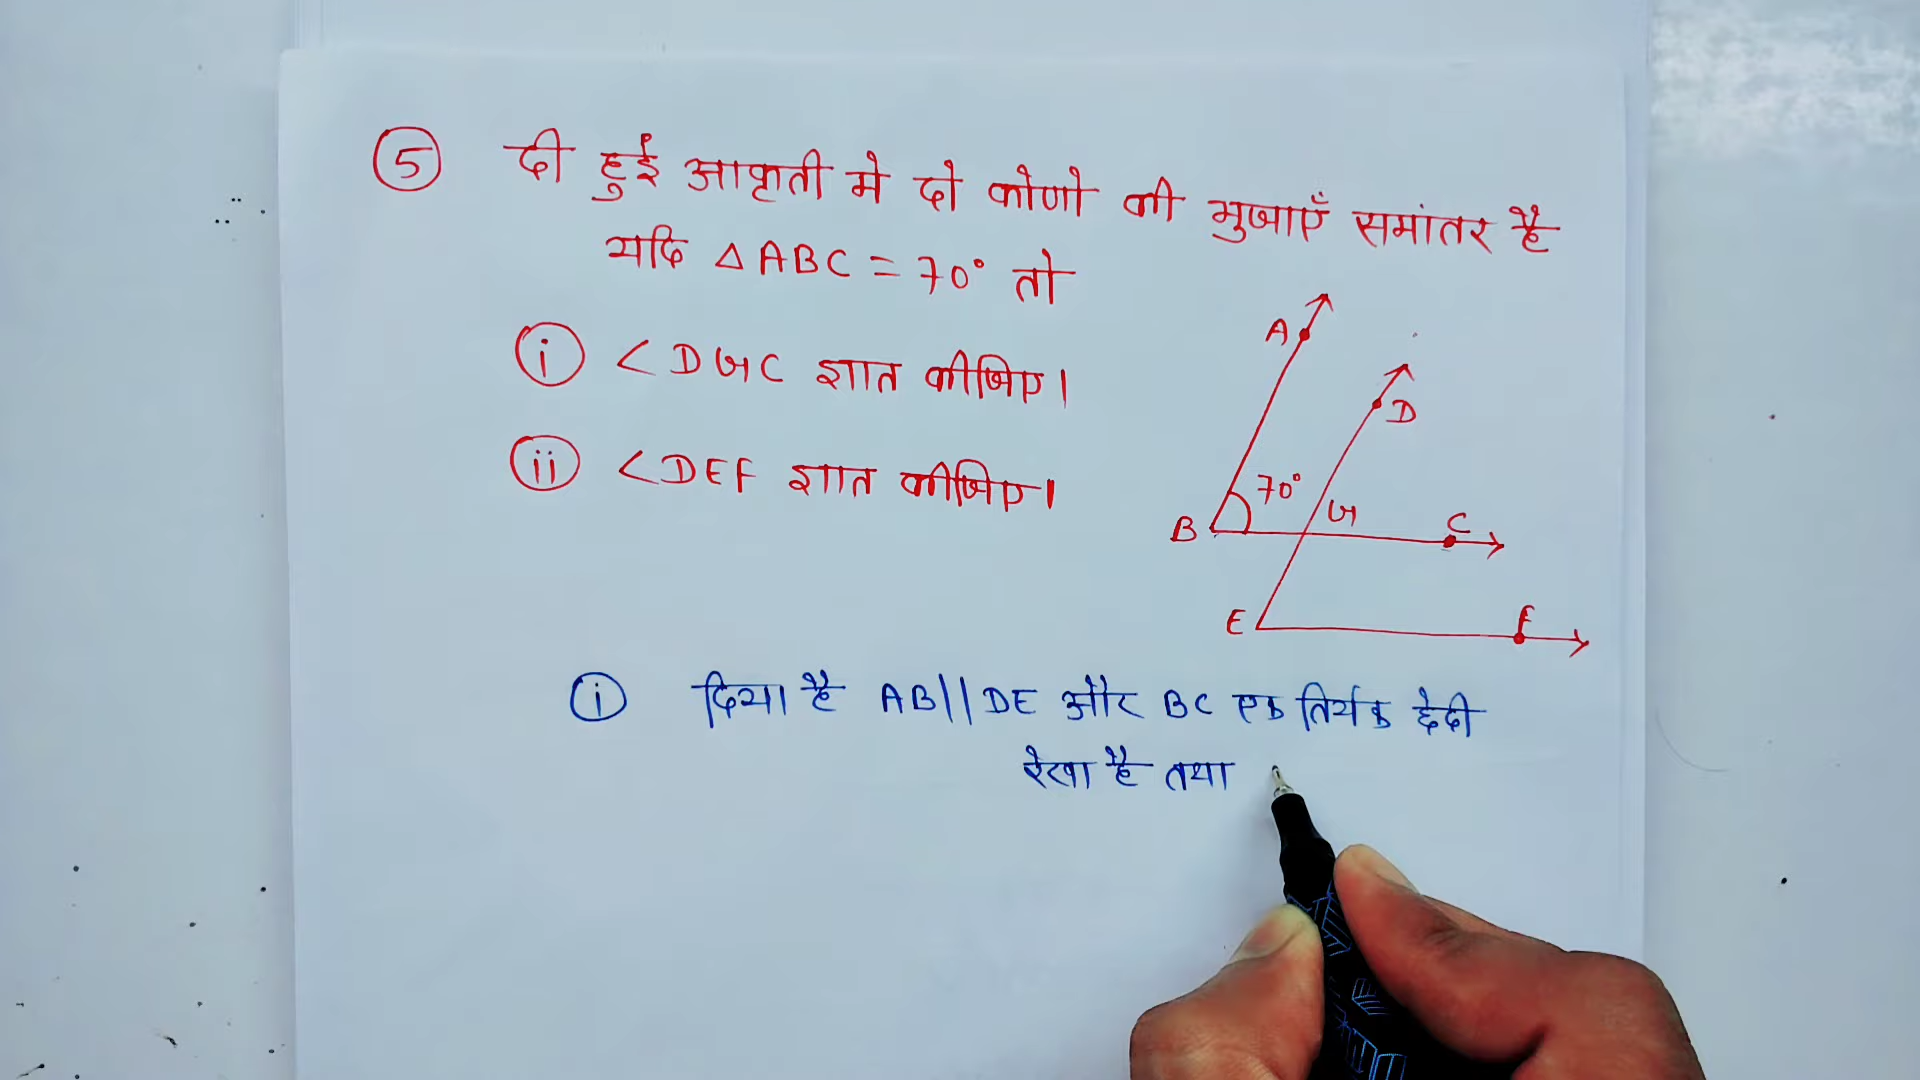 5 दी हुई आकृती मे दो कोणो की भुजाएँ समांतर है
यदि △ABC = 70° तो
i <DGC ज्ञात कीजिए।
ii <DEF ज्ञात कीजिए।
A
D
70°
B
G
C
E
F
i दिया है AB||DE और BC एक तिर्यक छेदी
रेखा है तथा